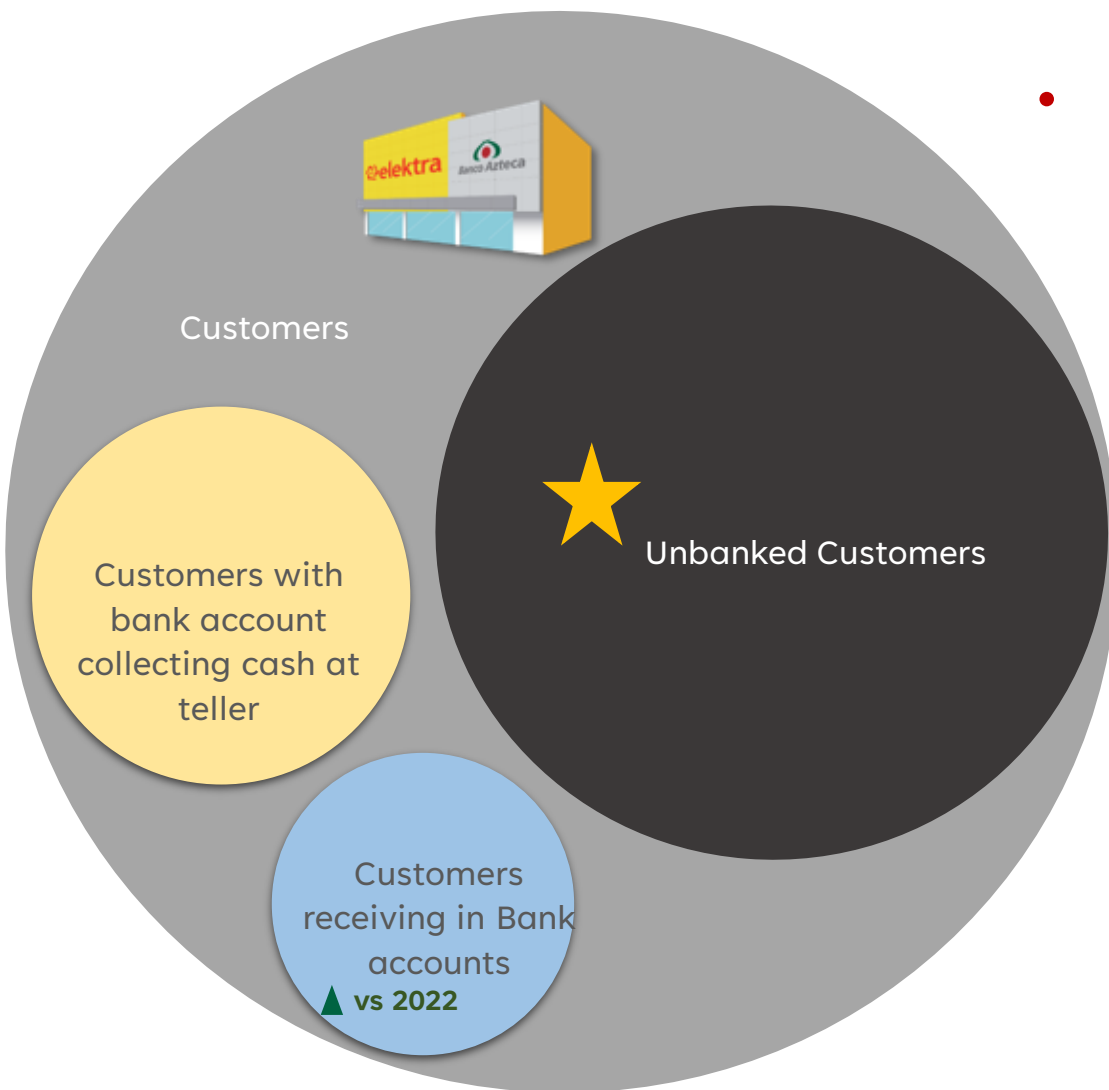 elektra
Banco Azteca
Customers
Unbanked Customers
Customers with
bank account
collecting cash at
teller
Customers
receiving in Bank
accounts
vs 2022